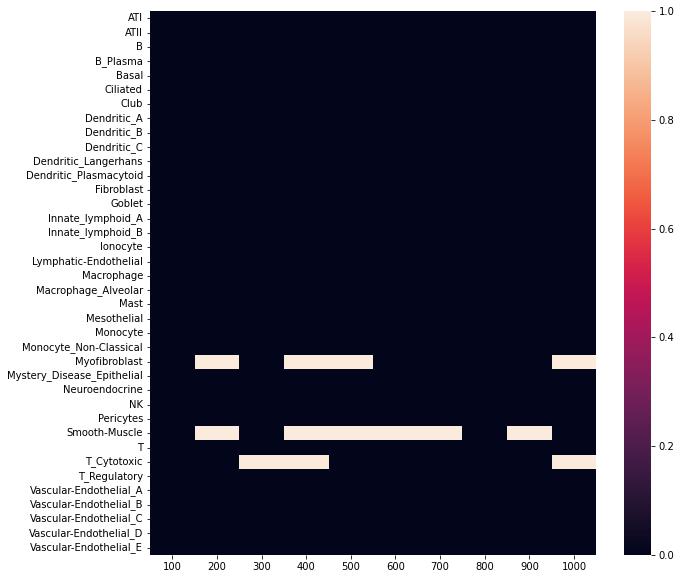 ATI
ATII
B
B_Plasma
Basal
Ciliated
Club
Dendritic_A
Dendritic_B
Dendritic_C
Dendritic_Langerhans
Dendritic_Plasmacytoid
Fibroblast
Goblet
Innate_lymphoid_A
Innate_lymphoid_B
Ionocyte
Lymphatic-Endothelial
Macrophage
Macrophage_Alveolar
Mast
Mesothelial
Monocyte
Monocyte_Non-Classical
Myofibroblast
Mystery_Disease_Epithelial
Neuroendocrine
NK
Pericytes
Smooth-Muscle
T
T_Cytotoxic
T_Regulatory
Vascular-Endothelial_A
Vascular-Endothelial_B
Vascular-Endothelial_C
Vascular-Endothelial_D
Vascular-Endothelial_E
100 200 300 400 500 600 700 800 900 1000
1.0
0.8
0.6
0.4
0.2
0.0